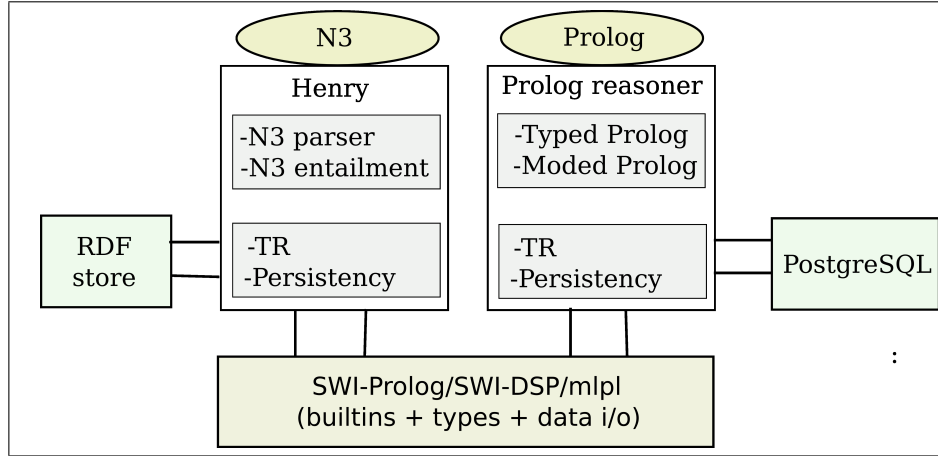 N3
Prolog
Henry
-N3 parser
-N3 entailment
-TR
-Persistency
Prolog reasoner
-Typed Prolog
-Moded Prolog
-TR
-Persistency
RDF
store
PostgreSQL
:
SWI-Prolog/SWI-DSP/mlpl
(builtins + types + data i/o)